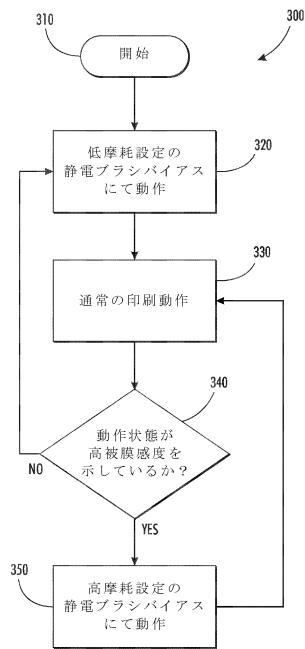 300
310
開始
320
低摩耗設定の
静電ブラシバイアス
にて動作
330
通常の印刷動作
340
動作状態が
高被膜感度を
示しているか?
NO
YES
350
高摩耗設定の
静電ブラシバイアス
にて動作